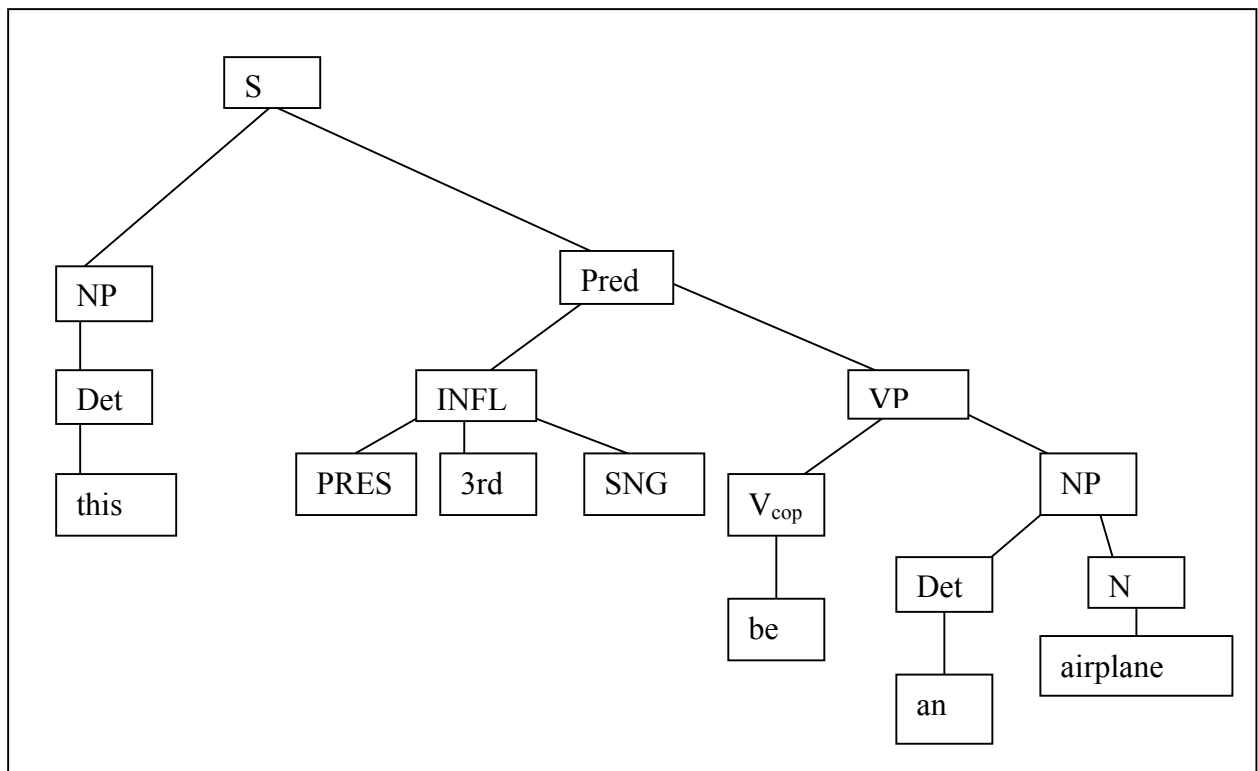 S
NP
Pred
Det
INFL
VP
this
PRES
3rd
SNG
Vcop
NP
be
Det
N
an
airplane